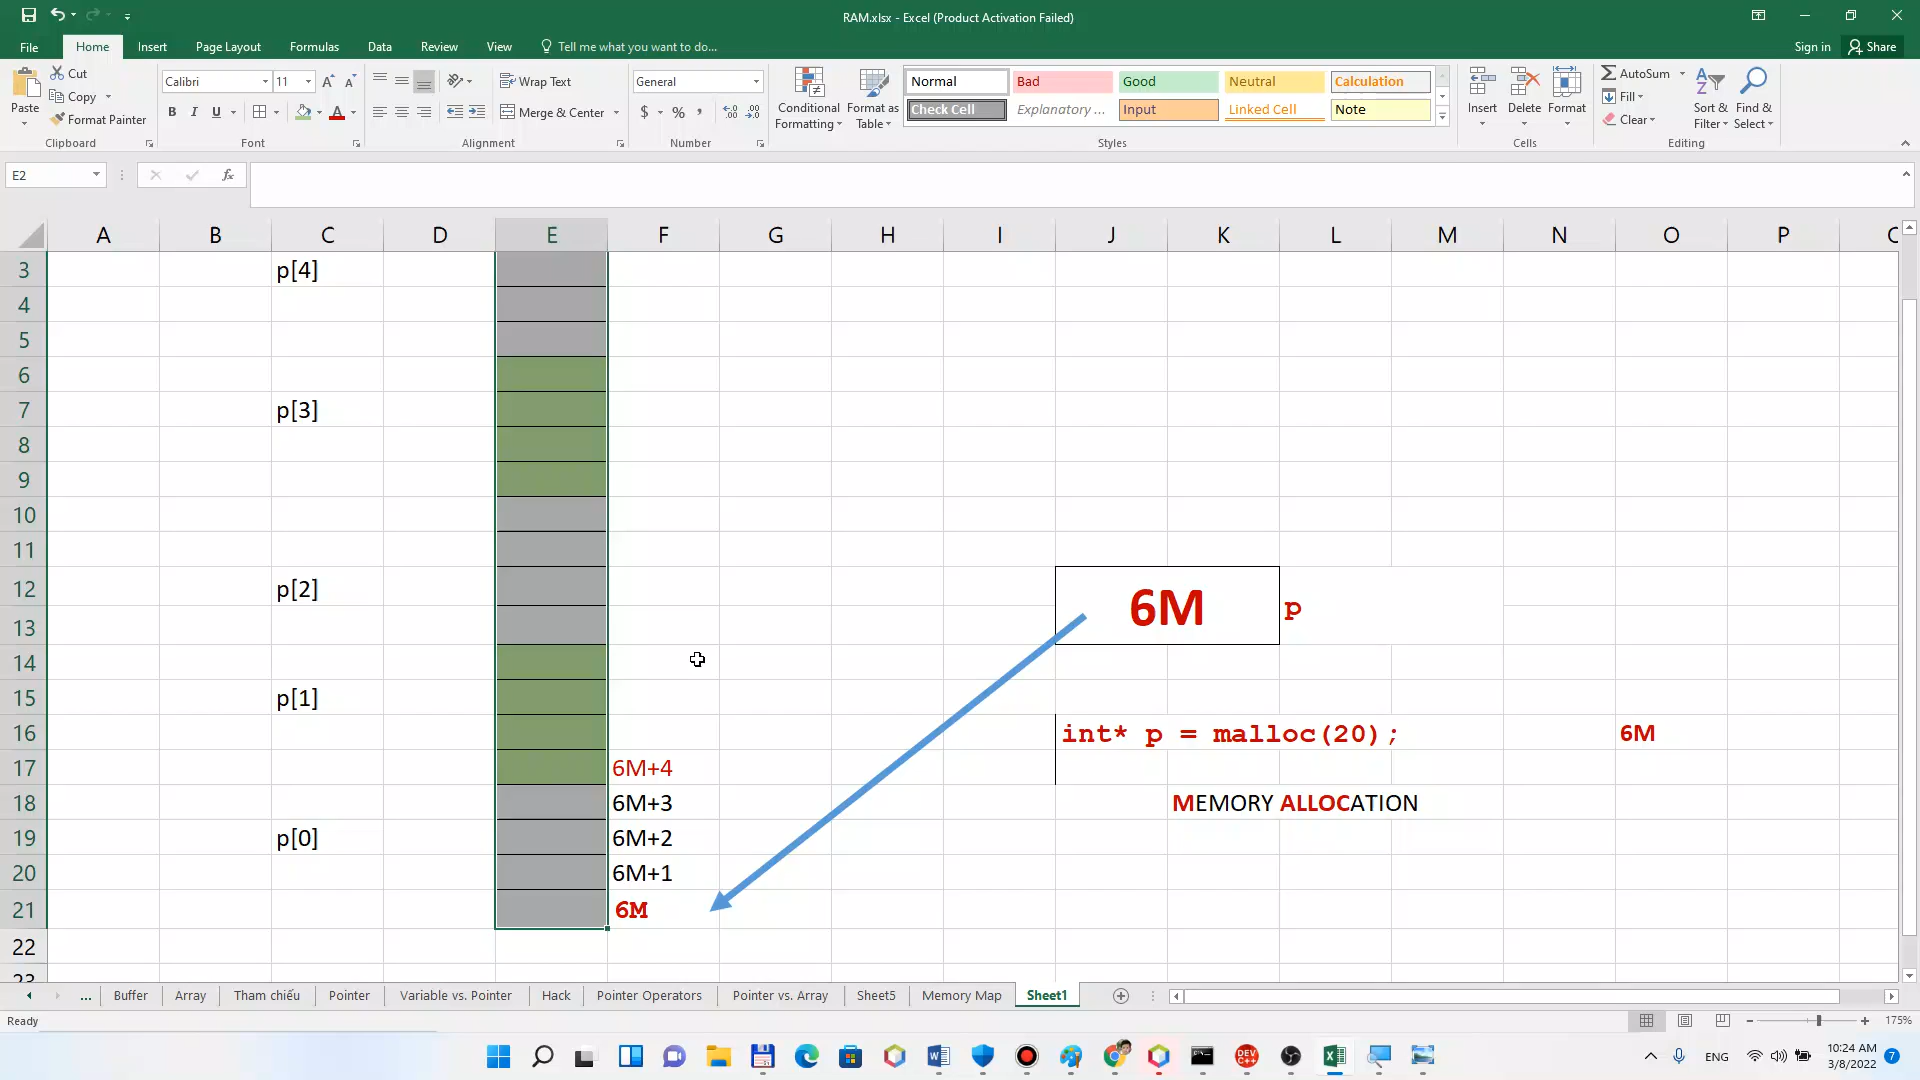 RAM.xlsx - Excel (Product Activation Failed)
File Home Insert Page Layout Formulas Data Review View Tell me what you want to do... Sign in Share
Paste Cut Copy Format Painter
Clipboard
Calibri 11
B I U A
Font
Wrap Text
Merge & Center
Alignment
General
$ % ,
Number
Conditional Formatting
Format as Table
Normal Bad Good Neutral Calculation
Check Cell Explanatory ... Input Linked Cell Note
Styles
Insert Delete Format
Cells
AutoSum
Fill
Clear
Sort & Filter
Find & Select
Editing
E2 fx
A B C D E F G H I J K L M N O P
3 p[4]
4
5
6
7 p[3]
8
9
10
11
12 p[2] 6M p
13
14
15 p[1]
16 int* p = malloc(20); 6M
17 6M+4
18 6M+3 MEMORY ALLOCATION
19 p[0] 6M+2
20 6M+1
21 6M
22
23
... Buffer Array Tham chiếu Pointer Variable vs. Pointer Hack Pointer Operators Pointer vs. Array Sheet5 Memory Map Sheet1
Ready 175%
DEV C++
ENG 10:24 AM 7
3/8/2022